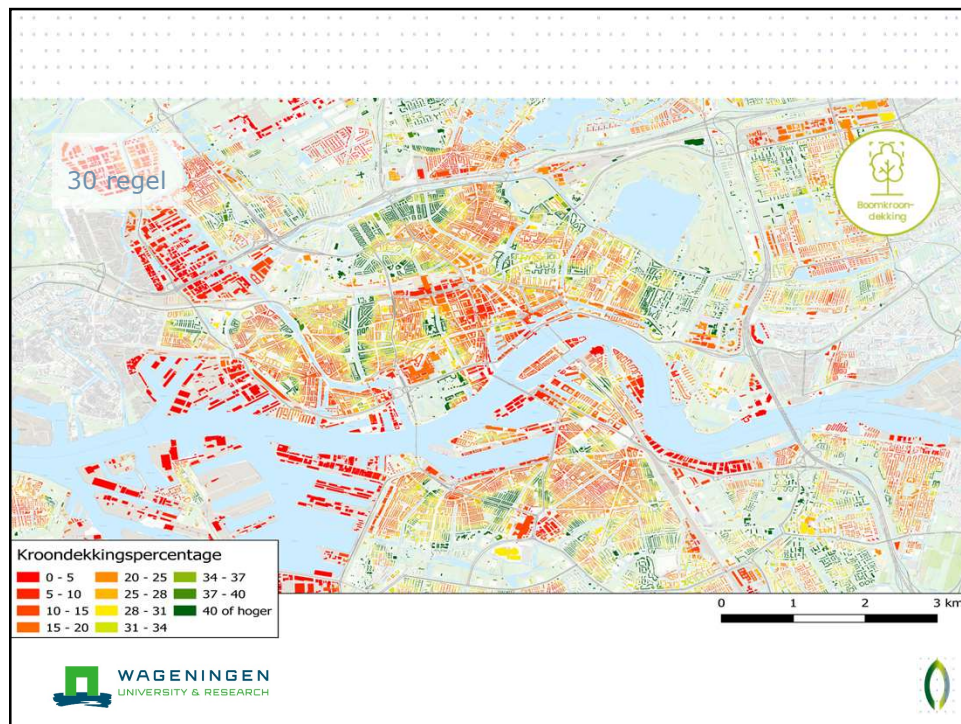 30 regel
Boomkroon-
dekking
Kroondekkingspercentage
0 - 5
5 - 10
10 - 15
15 - 20
20 - 25
25 - 28
28 - 31
31 - 34
34 - 37
37 - 40
40 of hoger
0 1 2 3 km
WAGENINGEN
UNIVERSITY & RESEARCH